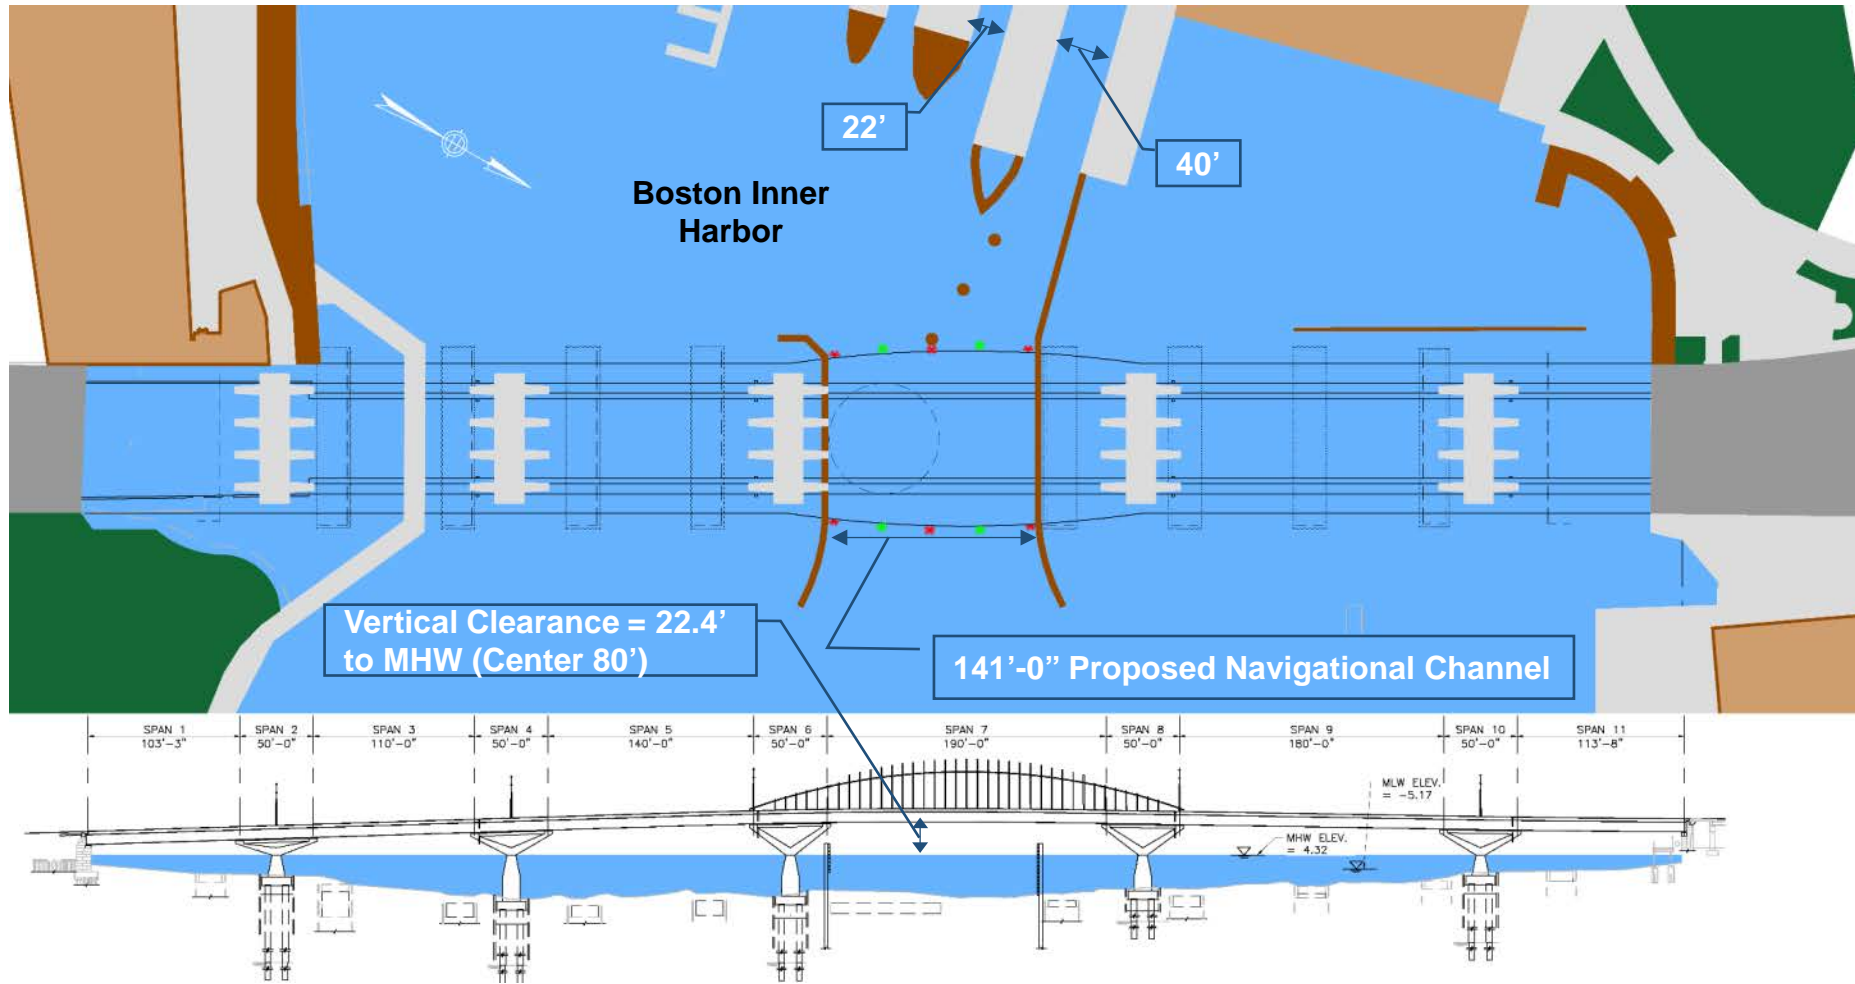 22’
40’
Boston Inner
Harbor
Vertical Clearance = 22.4’
to MHW (Center 80’)
141’-0” Proposed Navigational Channel
SPAN 1
103'-3"
SPAN 2
50'-0"
SPAN 3
110'-0"
SPAN 4
50'-0"
SPAN 5
140'-0"
SPAN 6
50'-0"
SPAN 7
190'-0"
SPAN 8
50'-0"
SPAN 9
180'-0"
SPAN 10
50'-0"
SPAN 11
113'-8"
MLW ELEV.
= -5.17
MHW ELEV.
= 4.32